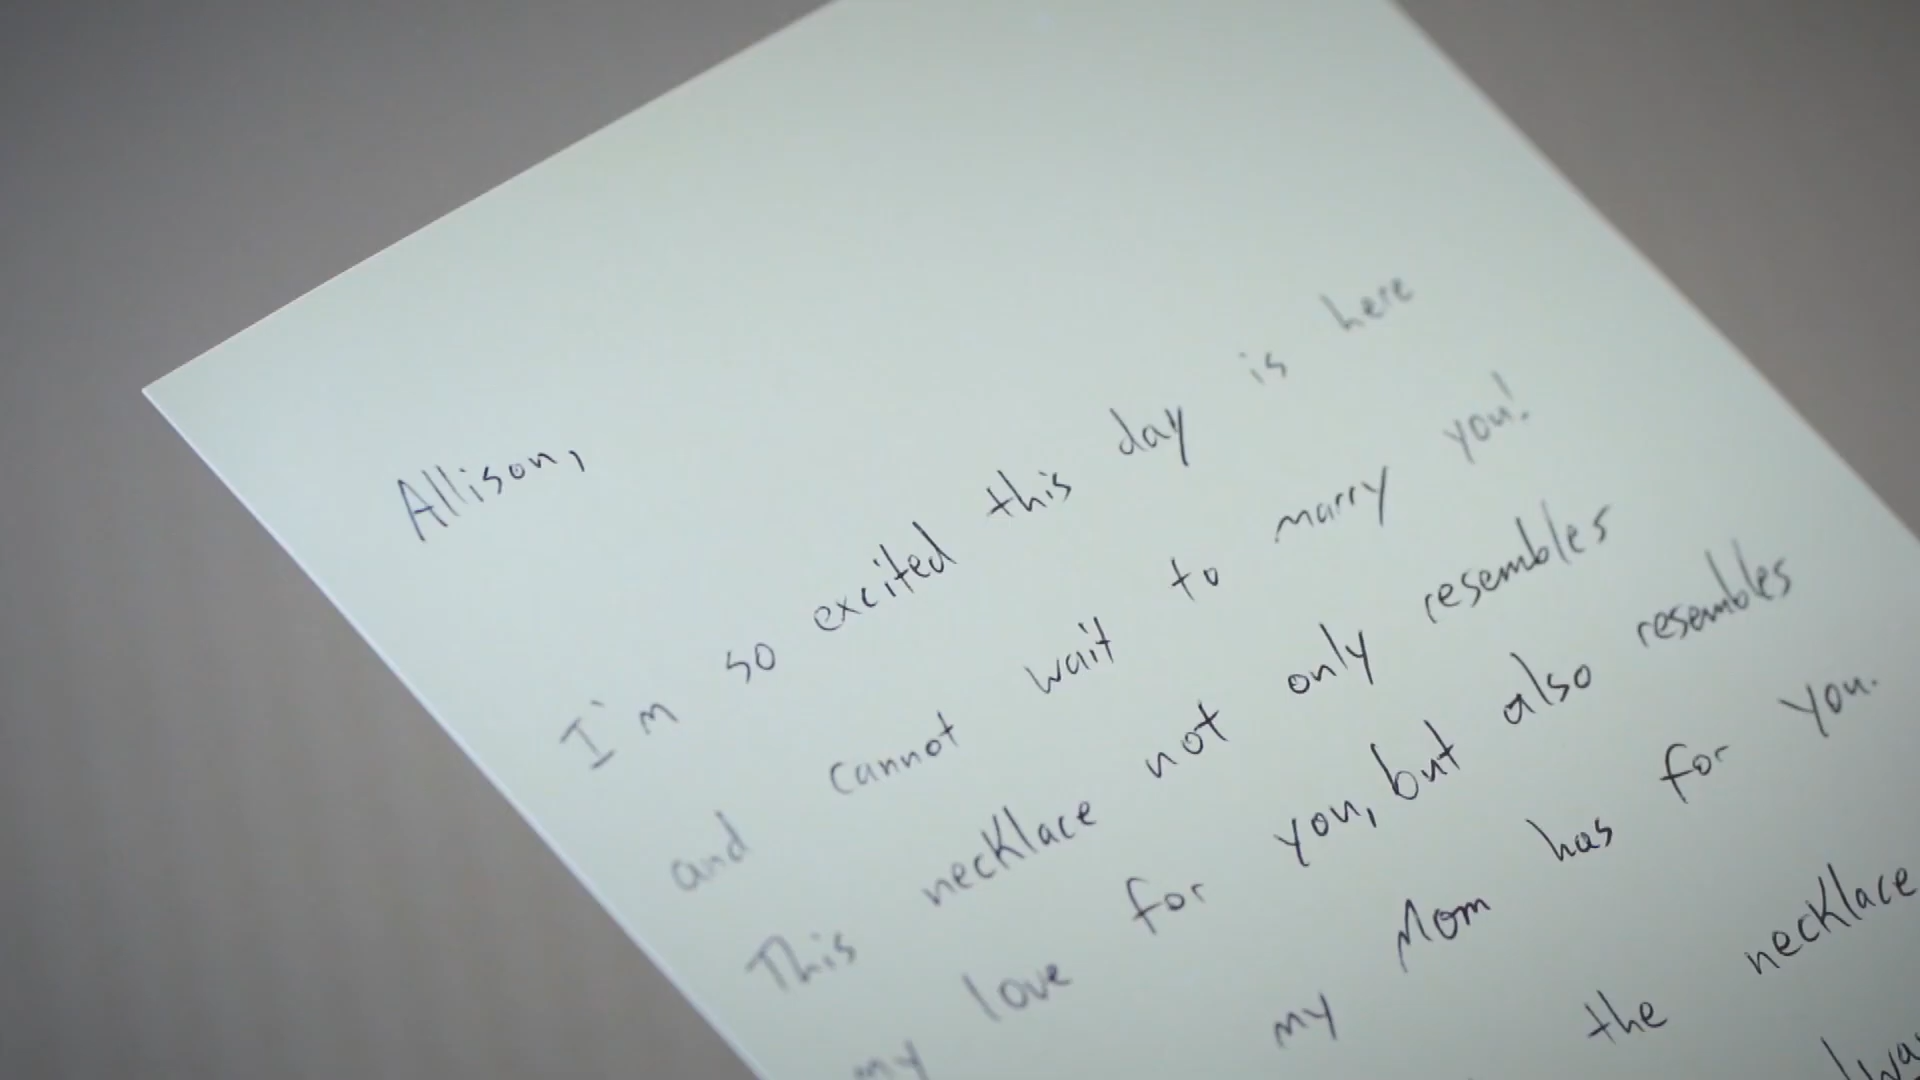 Allison,
I'm so excited this day is here
and cannot wait to marry you!
This necklace not only resembles
my love for you, but also resembles
my Mom has for you.
the necklace